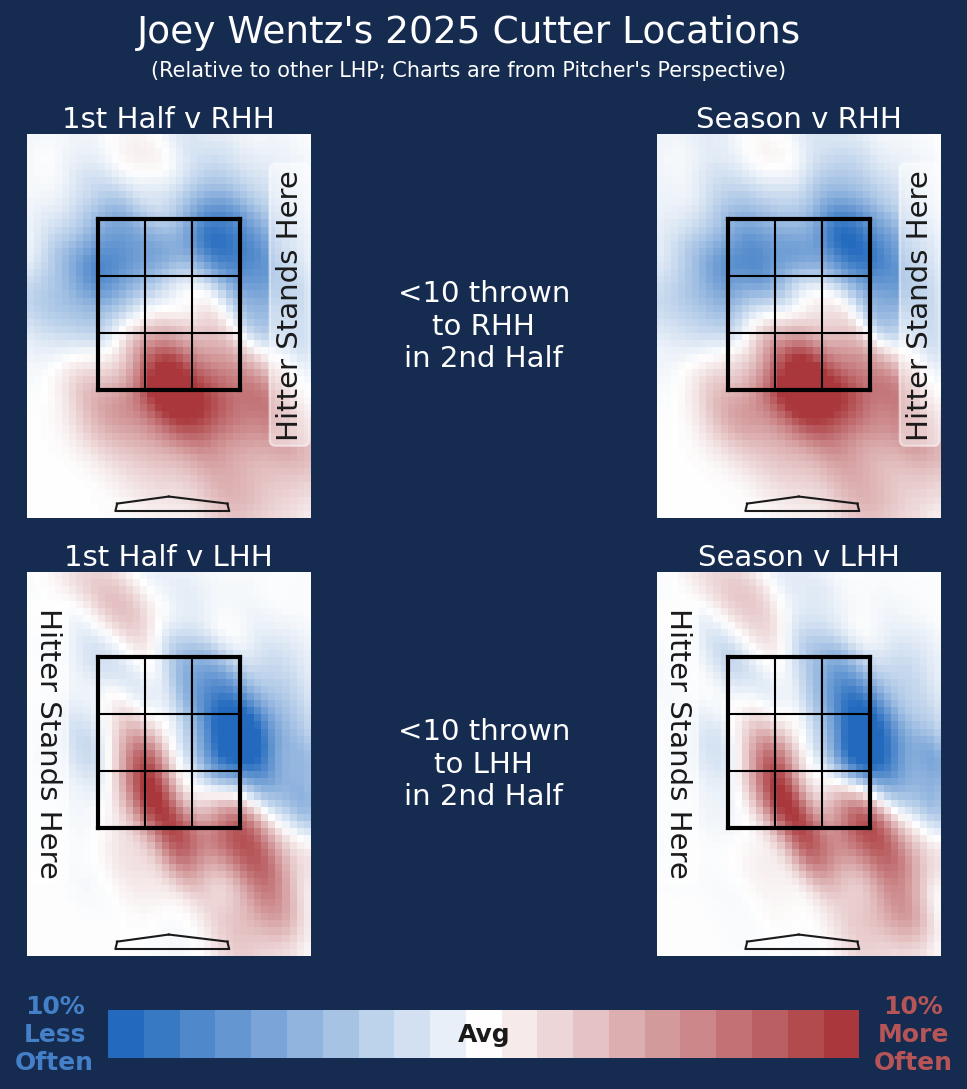 Joey Wentz's 2025 Cutter Locations
(Relative to other LHP; Charts are from Pitcher's Perspective)
1st Half v RHH
Season v RHH
Hitter Stands Here
<10 thrown
to RHH
in 2nd Half
Hitter Stands Here
1st Half v LHH
Season v LHH
Hitter Stands Here
<10 thrown
to LHH
in 2nd Half
Hitter Stands Here
10%
Less
Often
Avg
10%
More
Often